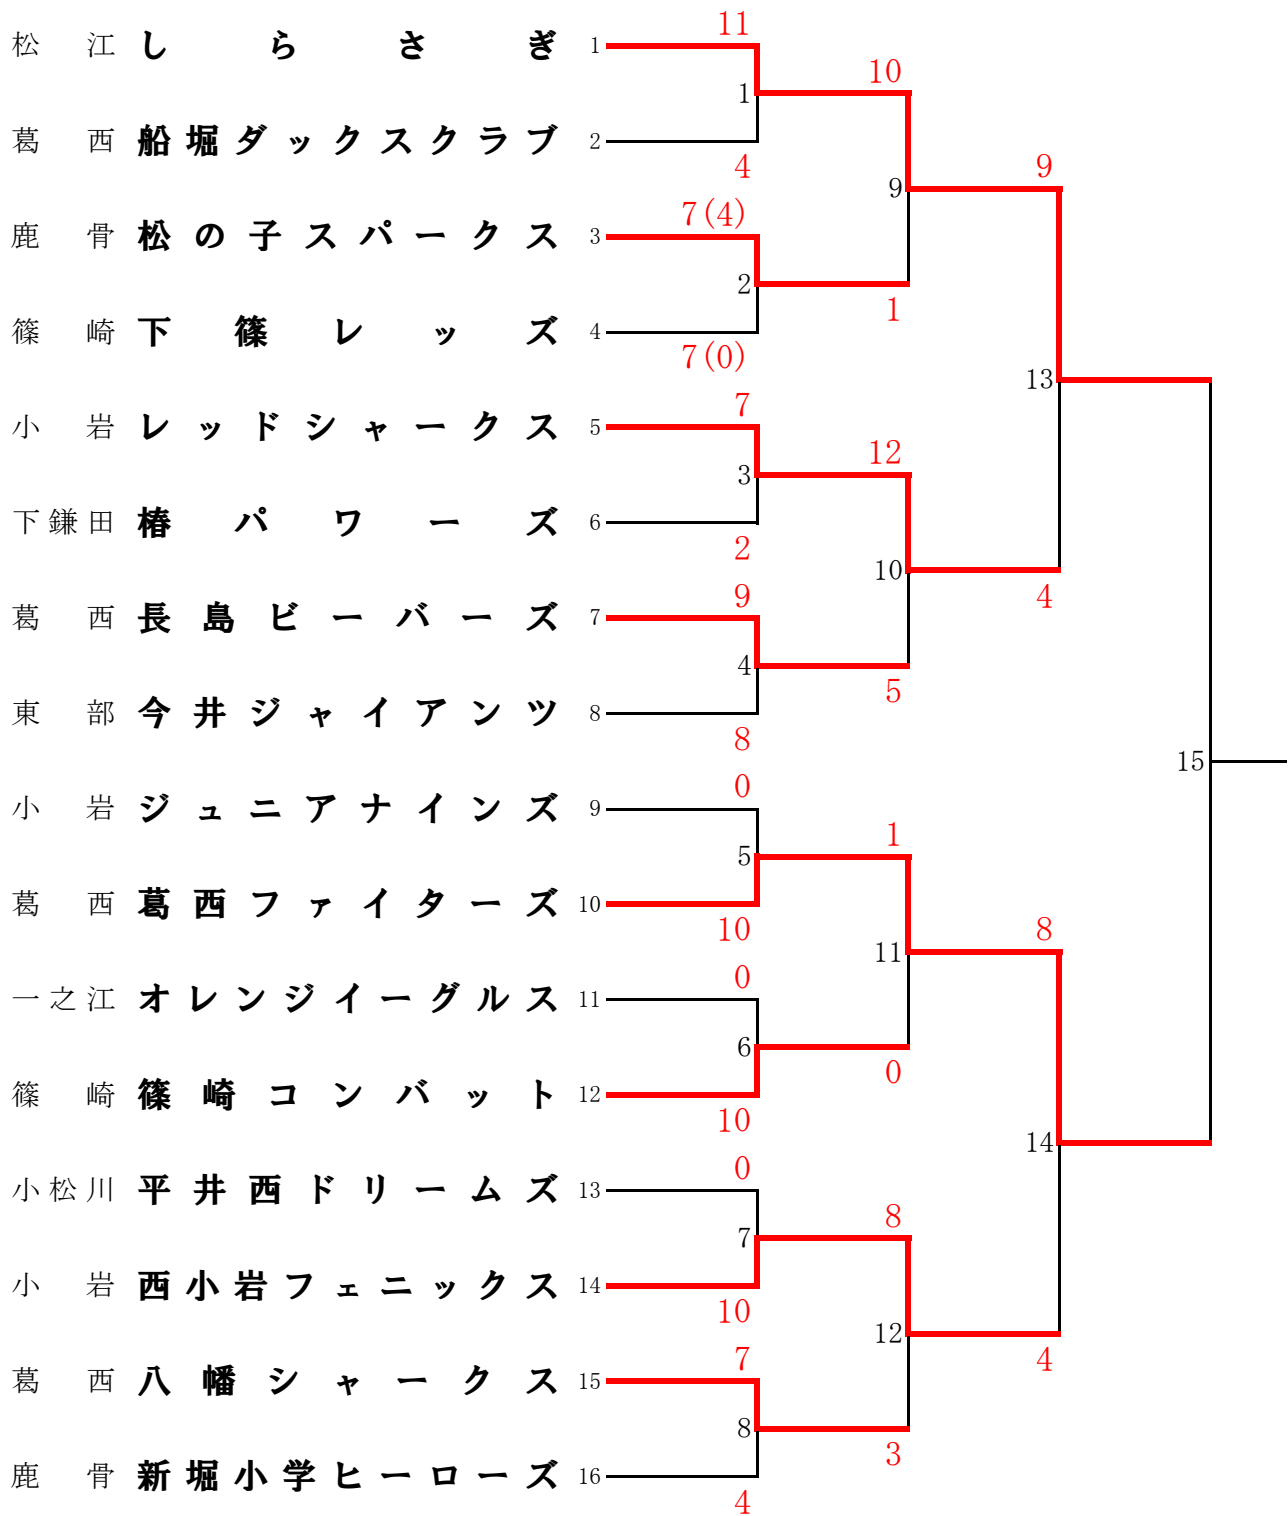 11
松江 しらさぎ 1
10
1
葛西 船堀ダックスクラブ 2
4
9
9
7(4)
鹿骨 松の子スパークス 3
2
1
篠崎 下篠レッズ 4
7(0)
13
7
小岩 レッドシャークス 5
12
3
下鎌田 椿パワーズ 6
2
10
9
4
葛西 長島ビーバーズ 7
4
5
東部 今井ジャイアンツ 8
8
15
0
小岩 ジュニアナインズ 9
1
5
葛西 葛西ファイターズ 10
10
8
11
0
一之江 オレンジイーグルス 11
6
0
篠崎 篠崎コンバット 12
10
14
0
小松川 平井西ドリームズ 13
8
7
小岩 西小岩フェニックス 14
10
12
7
4
葛西 八幡シャークス 15
8
3
鹿骨 新堀小学ヒーローズ 16
4